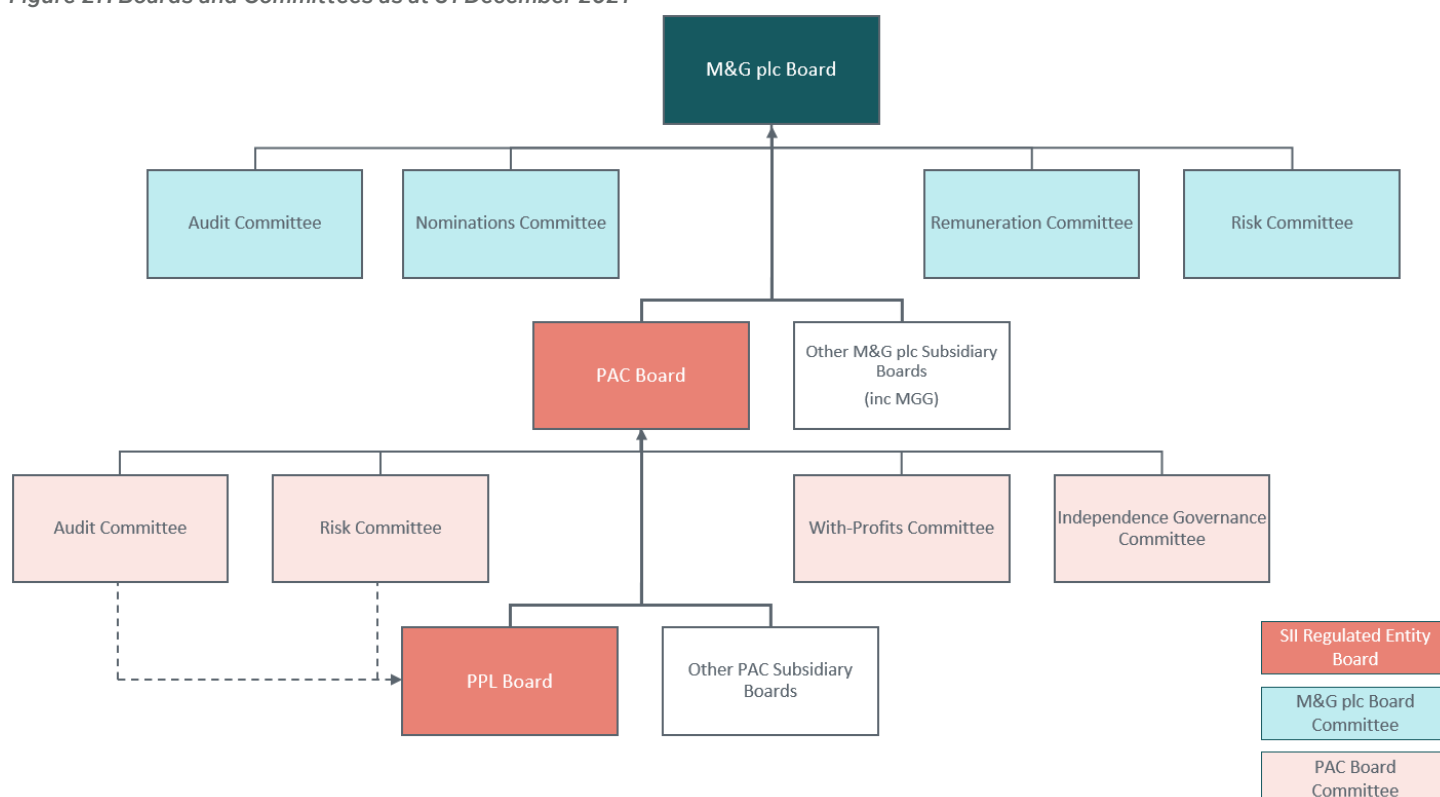 M&G plc Board
Audit Committee
Nominations Committee
Remuneration Committee
Risk Committee
PAC Board
Other M&G plc Subsidiary
Boards
(inc MGG)
Audit Committee
Risk Committee
With-Profits Committee
Independence Governance
Committee
PPL Board
Other PAC Subsidiary
Boards
SII Regulated Entity
Board
M&G plc Board
Committee
PAC Board
Committee